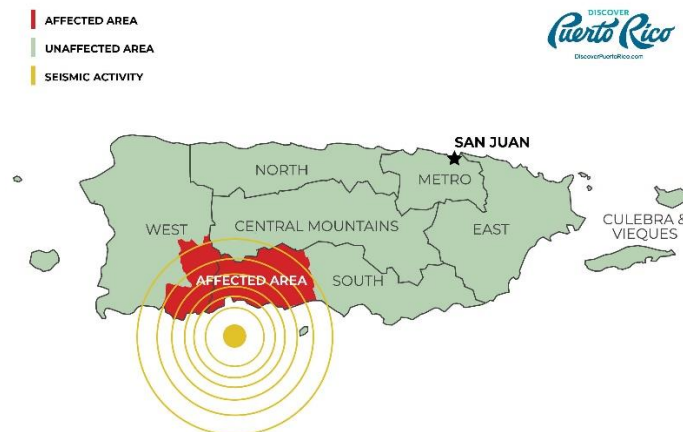 AFFECTED AREA
UNAFFECTED AREA
SEISMIC ACTIVITY
DISCOVER
Puerto Rico
DiscoverPuertoRico.com
SAN JUAN
NORTH
METRO
WEST
CENTRAL MOUNTAINS
EAST
CULEBRA &
VIEQUES
AFFECTED AREA
SOUTH